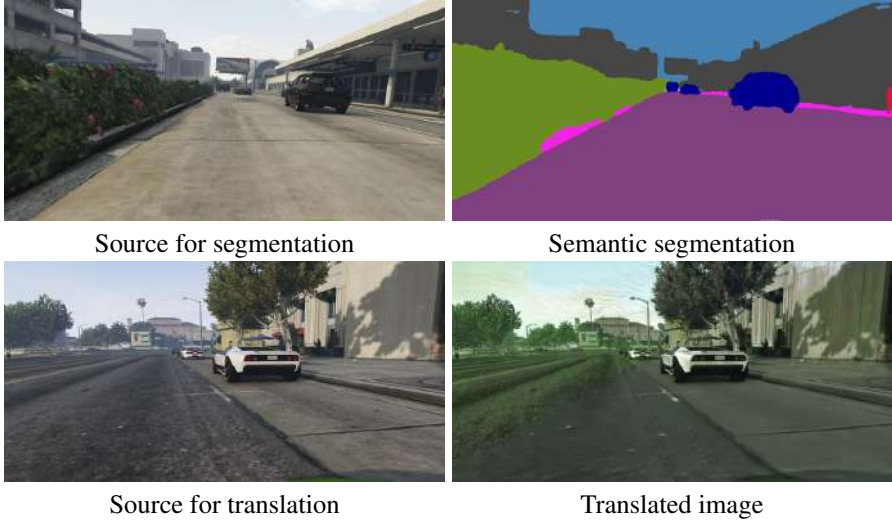 Source for segmentation
Semantic segmentation
Source for translation
Translated image